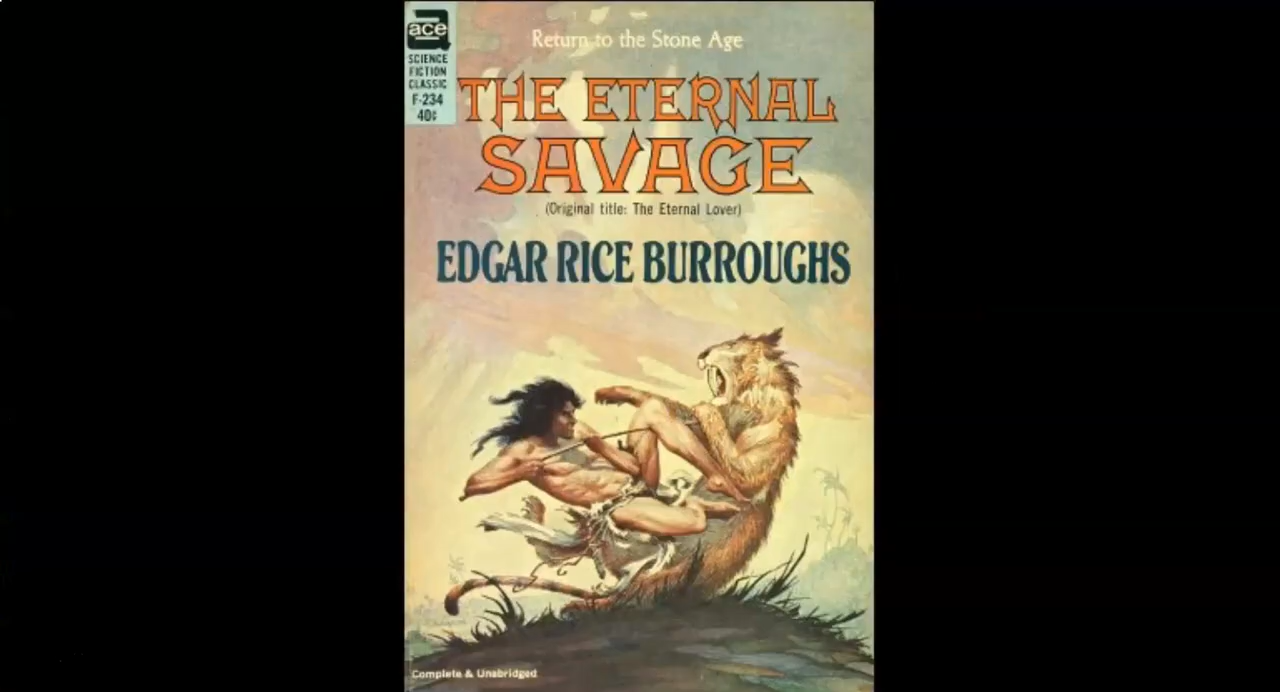 ace
SCIENCE
FICTION
CLASSIC
F-234
40¢
Return to the Stone Age
THE ETERNAL
SAVAGE
(Original title: The Eternal Lover)
EDGAR RICE BURROUGHS
Complete & Unabridged